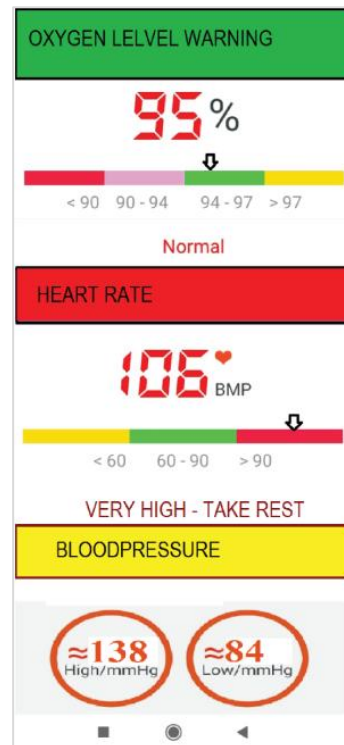 OXYGEN LELVEL WARNING
95%
< 90 90 - 94 94 - 97 > 97
Normal
HEART RATE
106 BMP
< 60 60 - 90 > 90
VERY HIGH - TAKE REST
BLOODPRESSURE
≈138 ≈84
High/mmHg Low/mmHg